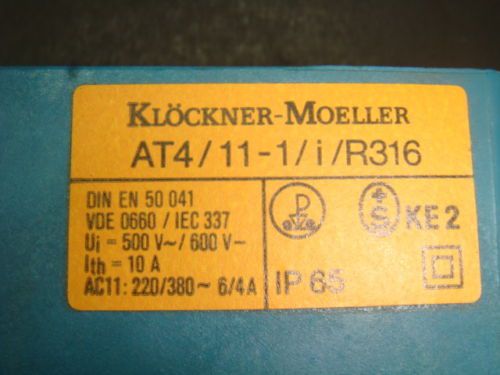 KLÖCKNER-MOELLER
AT4/11-1/i/R316
DIN EN 50 041
VDE 0660 / IEC 337
Ui = 500 V~/600 V-
Ith = 10 A
AC11: 220/380~ 6/4A
+S
KE 2
IP 65